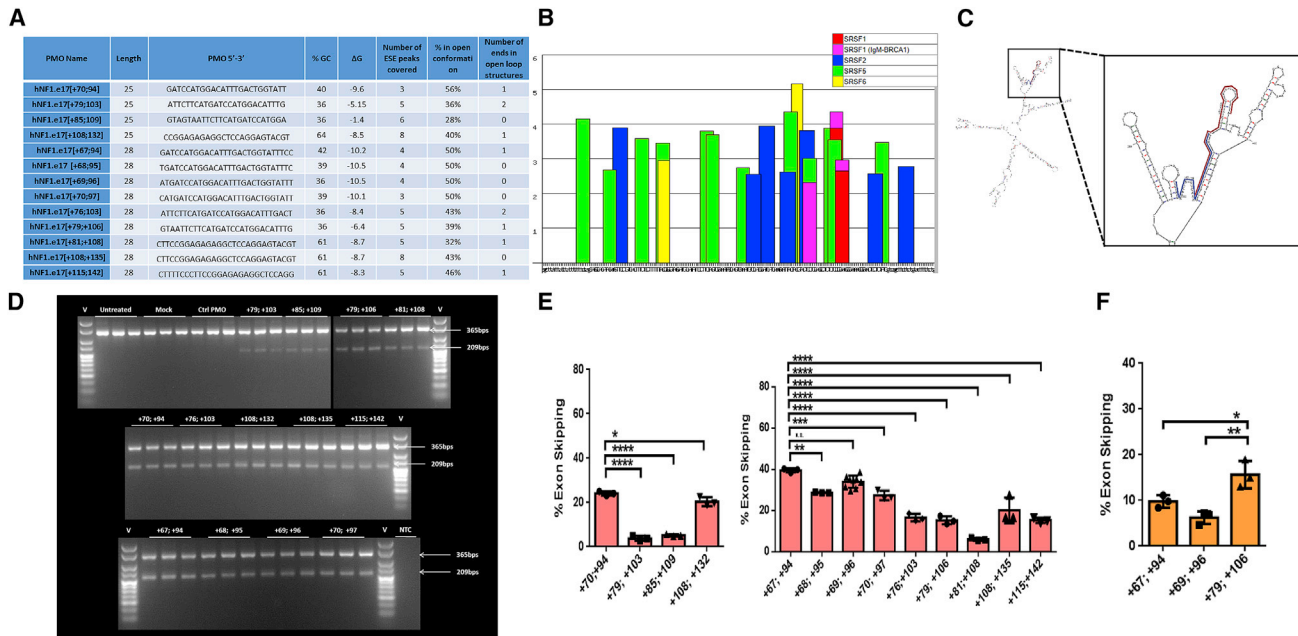 A
PMO Name Length PMO 5'-3' % GC ΔG Number of ESE peaks covered % in open conformati on Number of ends in open loop structures
hNF1.e17[+70;94] 25 GATCCATGGACATTTGACTGGTATT 40 -9.6 3 56% 1
hNF1.e17[+79;103] 25 ATTCTTCATGATCCATGGACATTTG 36 -5.15 5 36% 2
hNF1.e17[+85;109] 25 GTAGTAATTCTTCATGATCCATGGA 36 -1.4 6 28% 0
hNF1.e17[+108;132] 25 CCGGAGAGAGGCTCCAGGAGTACGT 64 -8.5 8 40% 1
hNF1.e17[+67;94] 28 GATCCATGGACATTTGACTGGTATTTCC 42 -10.2 4 50% 1
hNF1.e17 [+68;95] 28 TGATCCATGGACATTTGACTGGTATTTC 39 -10.5 4 50% 0
hNF1.e17[+69;96] 28 ATGATCCATGGACATTTGACTGGTATTT 36 -10.5 4 50% 0
hNF1.e17[+70;97] 28 CATGATCCATGGACATTTGACTGGTATT 39 -10.1 3 50% 1
hNF1.e17[+76;103] 28 ATTCTTCATGATCCATGGACATTTGACT 36 -8.4 5 43% 2
hNF1.e17[+79;+106] 28 GTAATTCTTCATGATCCATGGACATTTG 36 -6.4 5 39% 1
hNF1.e17[+81;+108] 28 CTTCCGGAGAGAGGCTCCAGGAGTACGT 61 -8.7 5 32% 1
hNF1.e17[+108;+135] 28 CTTCCGGAGAGAGGCTCCAGGAGTACGT 61 -8.7 8 43% 0
hNF1.e17[+115;142] 28 CTTTTCCCTTCCGGAGAGAGGCTCCAGG 61 -8.3 5 46% 1
B
SRSF1
SRSF1 (IgM-BRCA1)
SRSF2
SRSF5
SRSF6
6
5
4
3
2
1
C
D
V Untreated Mock Ctrl PMO +79; +103 +85; +109 +79; +106 +81; +108 V
365bps
209bps
+70; +94 +76; +103 +108; +132 +108; +135 +115; +142 V
365bps
209bps
V +67; +94 +68; +95 +69; +96 +70; +97 V NTC
365bps
209bps
E
% Exon Skipping
80
60
40
20
0
*
****
****
+70;+94
+79; +103
+85;+109
+108; +132
% Exon Skipping
80
60
40
20
0
****
****
****
****
****
***
**
+67; +94
+68; +95
+69; +96
+70; +97
+76;+103
+79; +106
+81;+108
+108;+135
+115;+142
F
% Exon Skipping
40
30
20
10
0
*
**
+67; +94
+69; +96
+79; +106